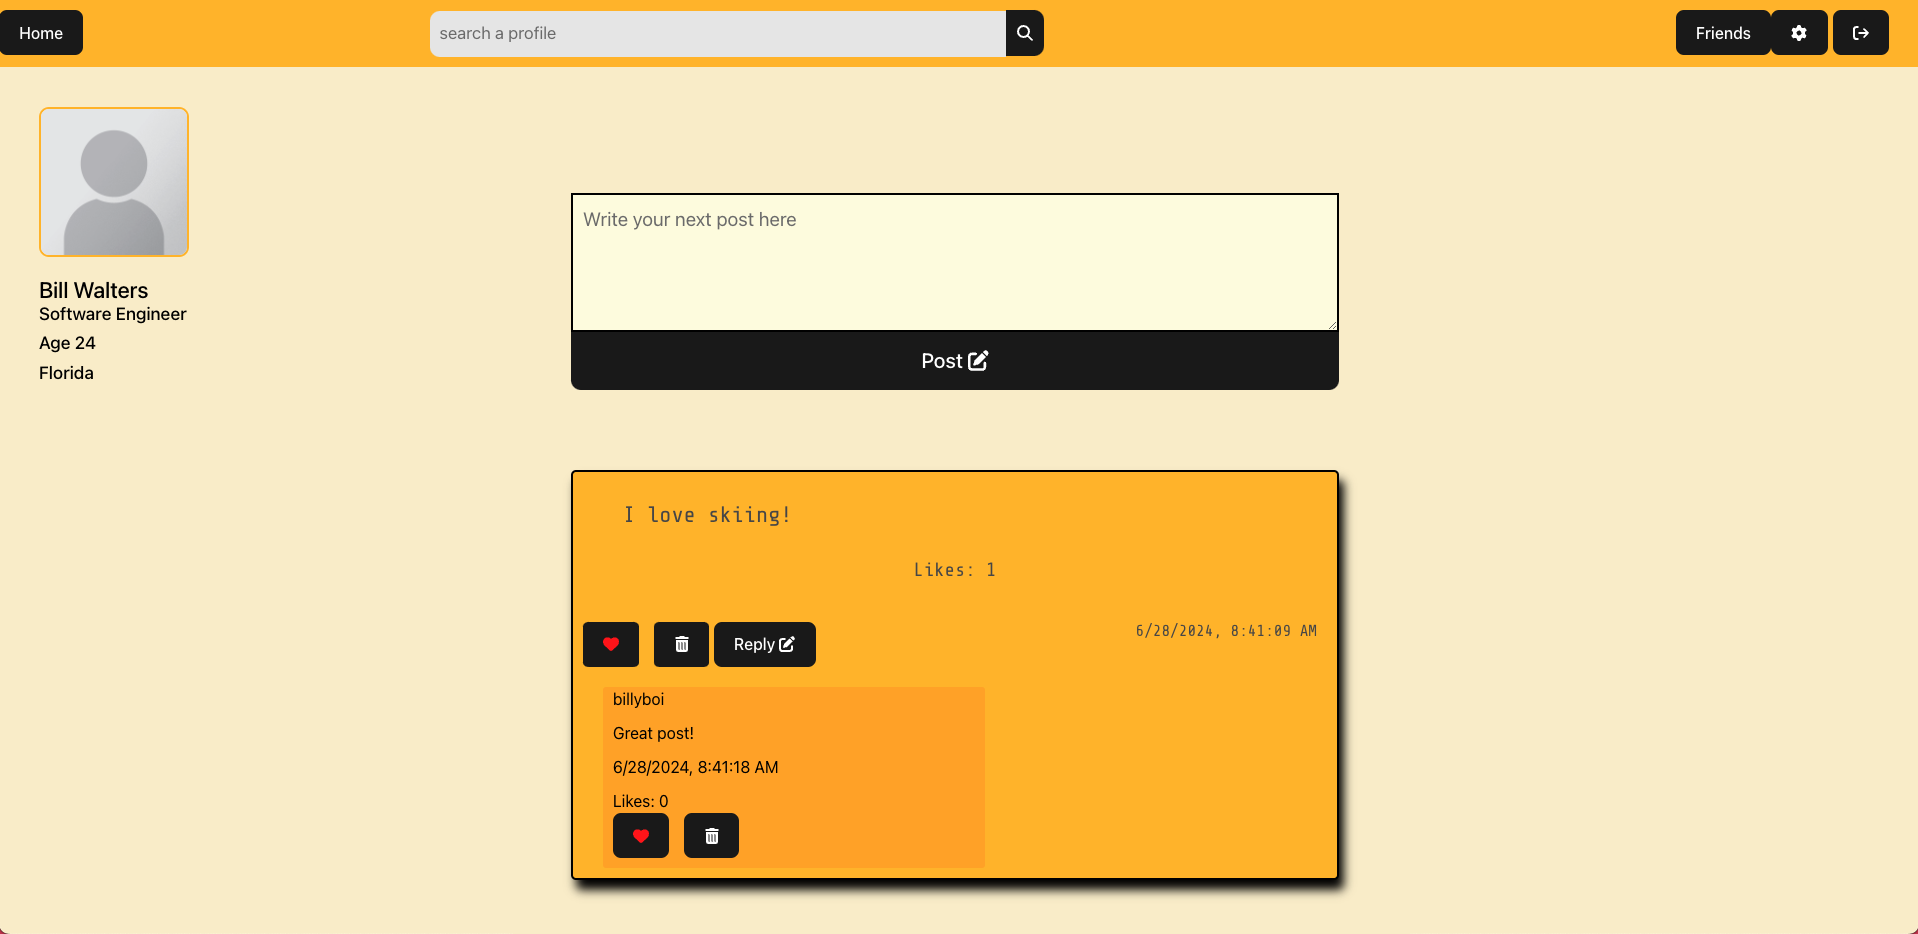 Home
search a profile
Friends
Bill Walters
Software Engineer
Age 24
Florida
Write your next post here
Post
I love skiing!
Likes: 1
Reply
6/28/2024, 8:41:09 AM
billyboi
Great post!
6/28/2024, 8:41:18 AM
Likes: 0